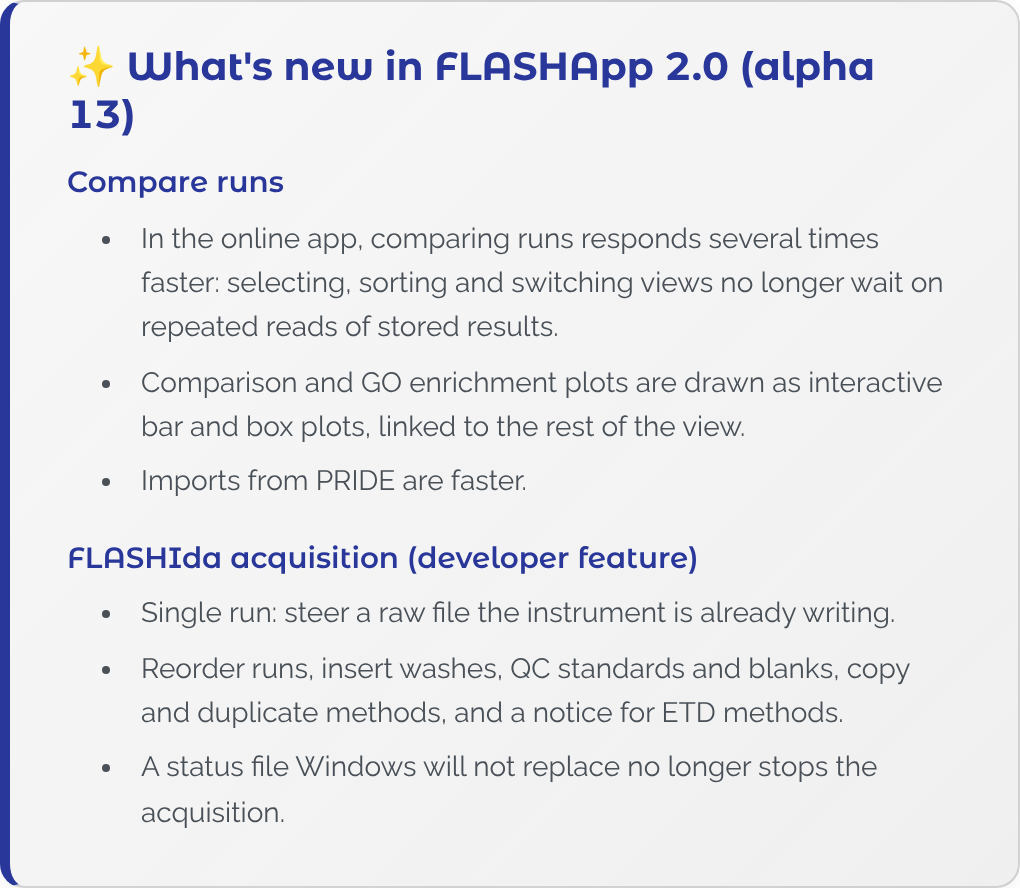 ✨ What's new in FLASHApp 2.0 (alpha
13)
Compare runs
• In the online app, comparing runs responds several times
faster: selecting, sorting and switching views no longer wait on
repeated reads of stored results.
• Comparison and GO enrichment plots are drawn as interactive
bar and box plots, linked to the rest of the view.
• Imports from PRIDE are faster.
FLASHIda acquisition (developer feature)
• Single run: steer a raw file the instrument is already writing.
• Reorder runs, insert washes, QC standards and blanks, copy
and duplicate methods, and a notice for ETD methods.
• A status file Windows will not replace no longer stops the
acquisition.